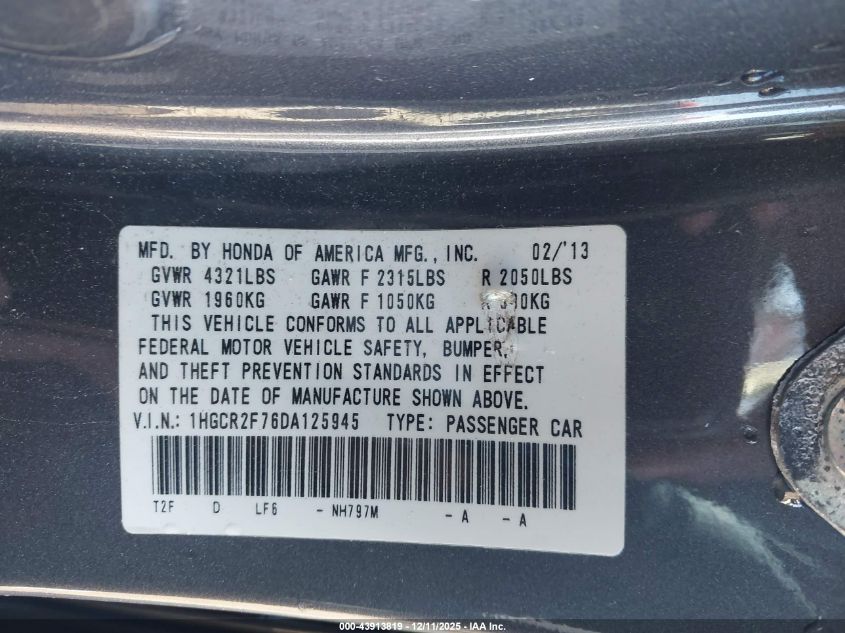 MFD. BY HONDA OF AMERICA MFG., INC. 02/'13
GVWR 4321LBS GAWR F 2315LBS R 2050LBS
GVWR 1960KG GAWR F 1050KG
THIS VEHICLE CONFORMS TO ALL APPLICABLE
FEDERAL MOTOR VEHICLE SAFETY, BUMPER,
AND THEFT PREVENTION STANDARDS IN EFFECT
ON THE DATE OF MANUFACTURE SHOWN ABOVE.
V.I.N.: 1HGCR2F76DA125945 TYPE: PASSENGER CAR
T2F D LF6 - NH797M - A - A
000-43913819 - 12/11/2025 - IAA Inc.